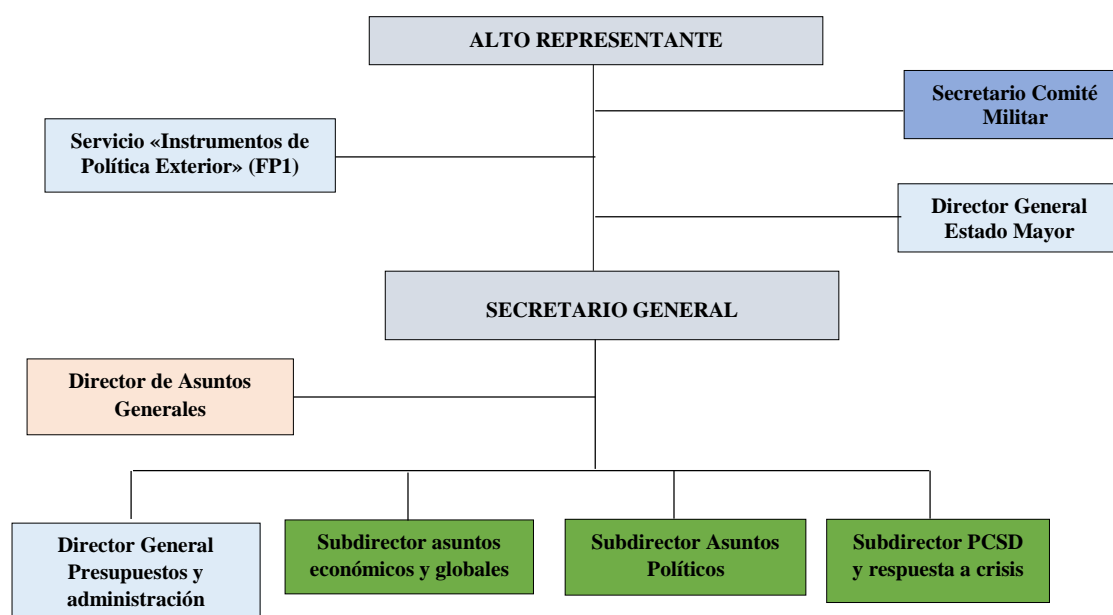 ALTO REPRESENTANTE
Secretario Comité
Militar
Servicio «Instrumentos de
Política Exterior» (FP1)
Director General
Estado Mayor
SECRETARIO GENERAL
Director de Asuntos
Generales
Director General
Presupuestos y
administración
Subdirector asuntos
económicos y globales
Subdirector Asuntos
Políticos
Subdirector PCSD
y respuesta a crisis